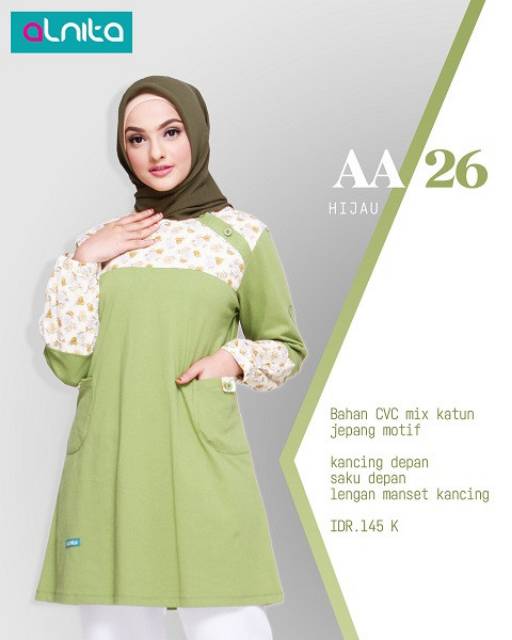 alnita
AA/26
HIJAU
Bahan CVC mix katun
jepang motif
kancing depan
saku depan
lengan manset kancing
IDR.145 K
alnita